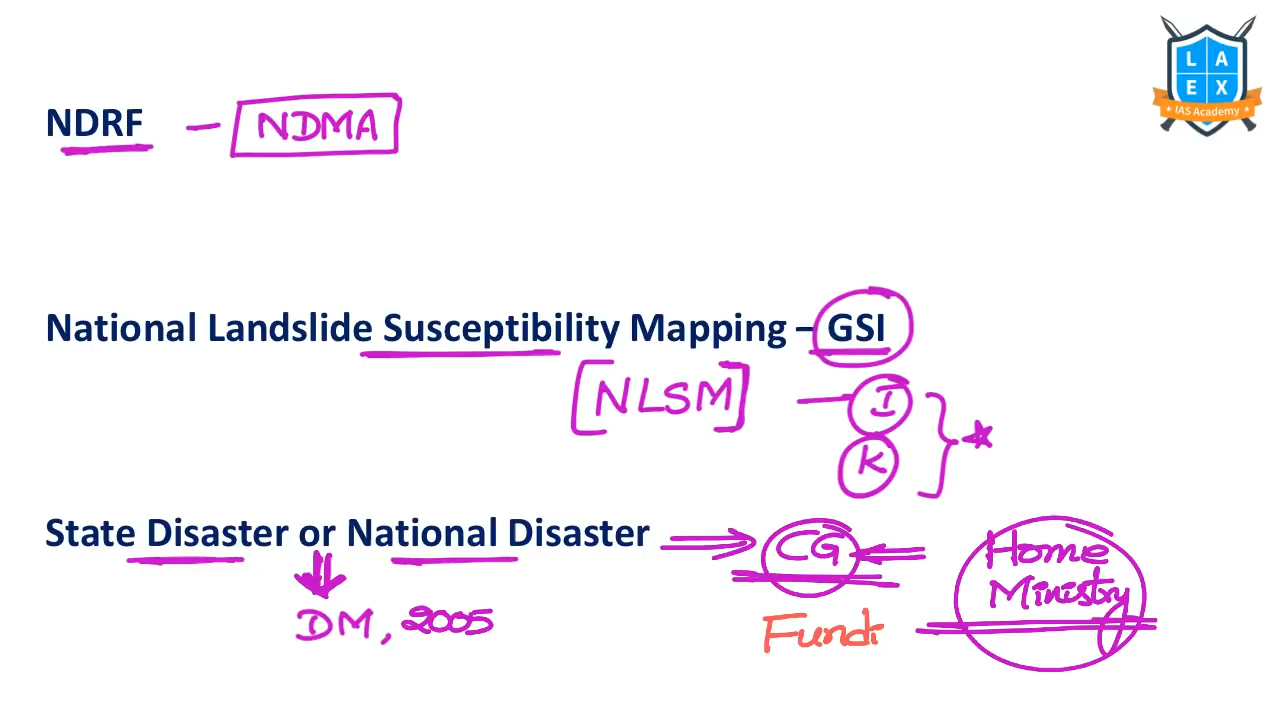 L A
E X
IAS Academy
NDRF – NDMA
National Landslide Susceptibility Mapping – GSI
[NLSM] – I
K
State Disaster or National Disaster ⇒ CG Home
Ministry
DM, 2005
Fundi